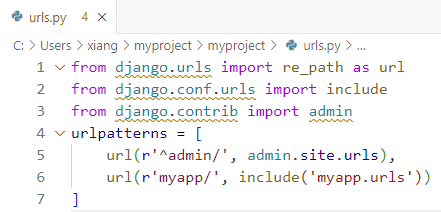 urls.py 4 ×
C: > Users > xiang > myproject > myproject > urls.py > ...
1 from django.urls import re_path as url
2 from django.conf.urls import include
3 from django.contrib import admin
4 urlpatterns = [
5 url(r'^admin/', admin.site.urls),
6 url(r'myapp/', include('myapp.urls'))
7 ]